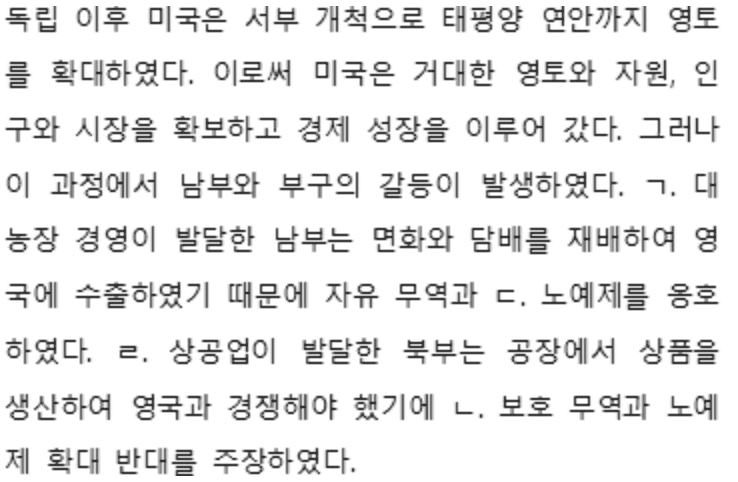 독립 이후 미국은 서부 개척으로 태평양 연안까지 영토
를 확대하였다. 이로써 미국은 거대한 영토와 자원, 인
구와 시장을 확보하고 경제 성장을 이루어 갔다. 그러나
이 과정에서 남부와 부구의 갈등이 발생하였다. ㄱ. 대
농장 경영이 발달한 남부는 면화와 담배를 재배하여 영
국에 수출하였기 때문에 자유 무역과 ㄷ. 노예제를 옹호
하였다. ㄹ. 상공업이 발달한 북부는 공장에서 상품을
생산하여 영국과 경쟁해야 했기에 ㄴ. 보호 무역과 노예
제 확대 반대를 주장하였다.